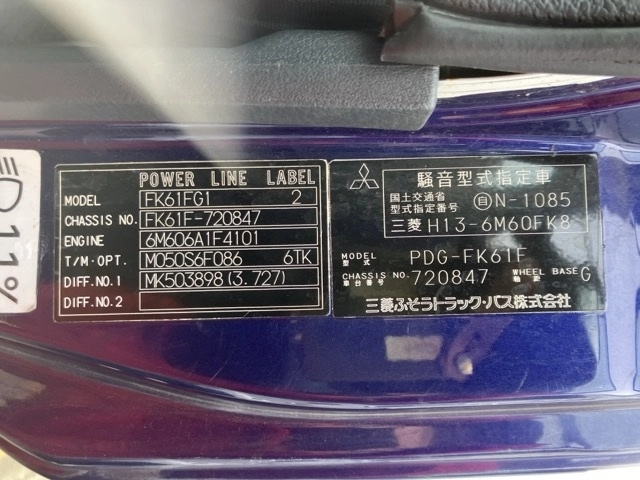 11%
POWER LINE LABEL
MODEL FK61FG1 2
CHASSIS NO. FK61F-720847
ENGINE 6M606A1F4101
T/M·OPT. M050S6F086 6TK
DIFF.NO.1 MK503898(3.727)
DIFF.NO.2
騒音型式指定車
国土交通省
型式指定番号 自 N-1085
三菱 H13-6M60FK8
MODEL
型式 PDG-FK61F
CHASSIS NO.
車台番号 720847 WHEEL BASE
軸距 G
三菱ふそうトラック・バス株式会社